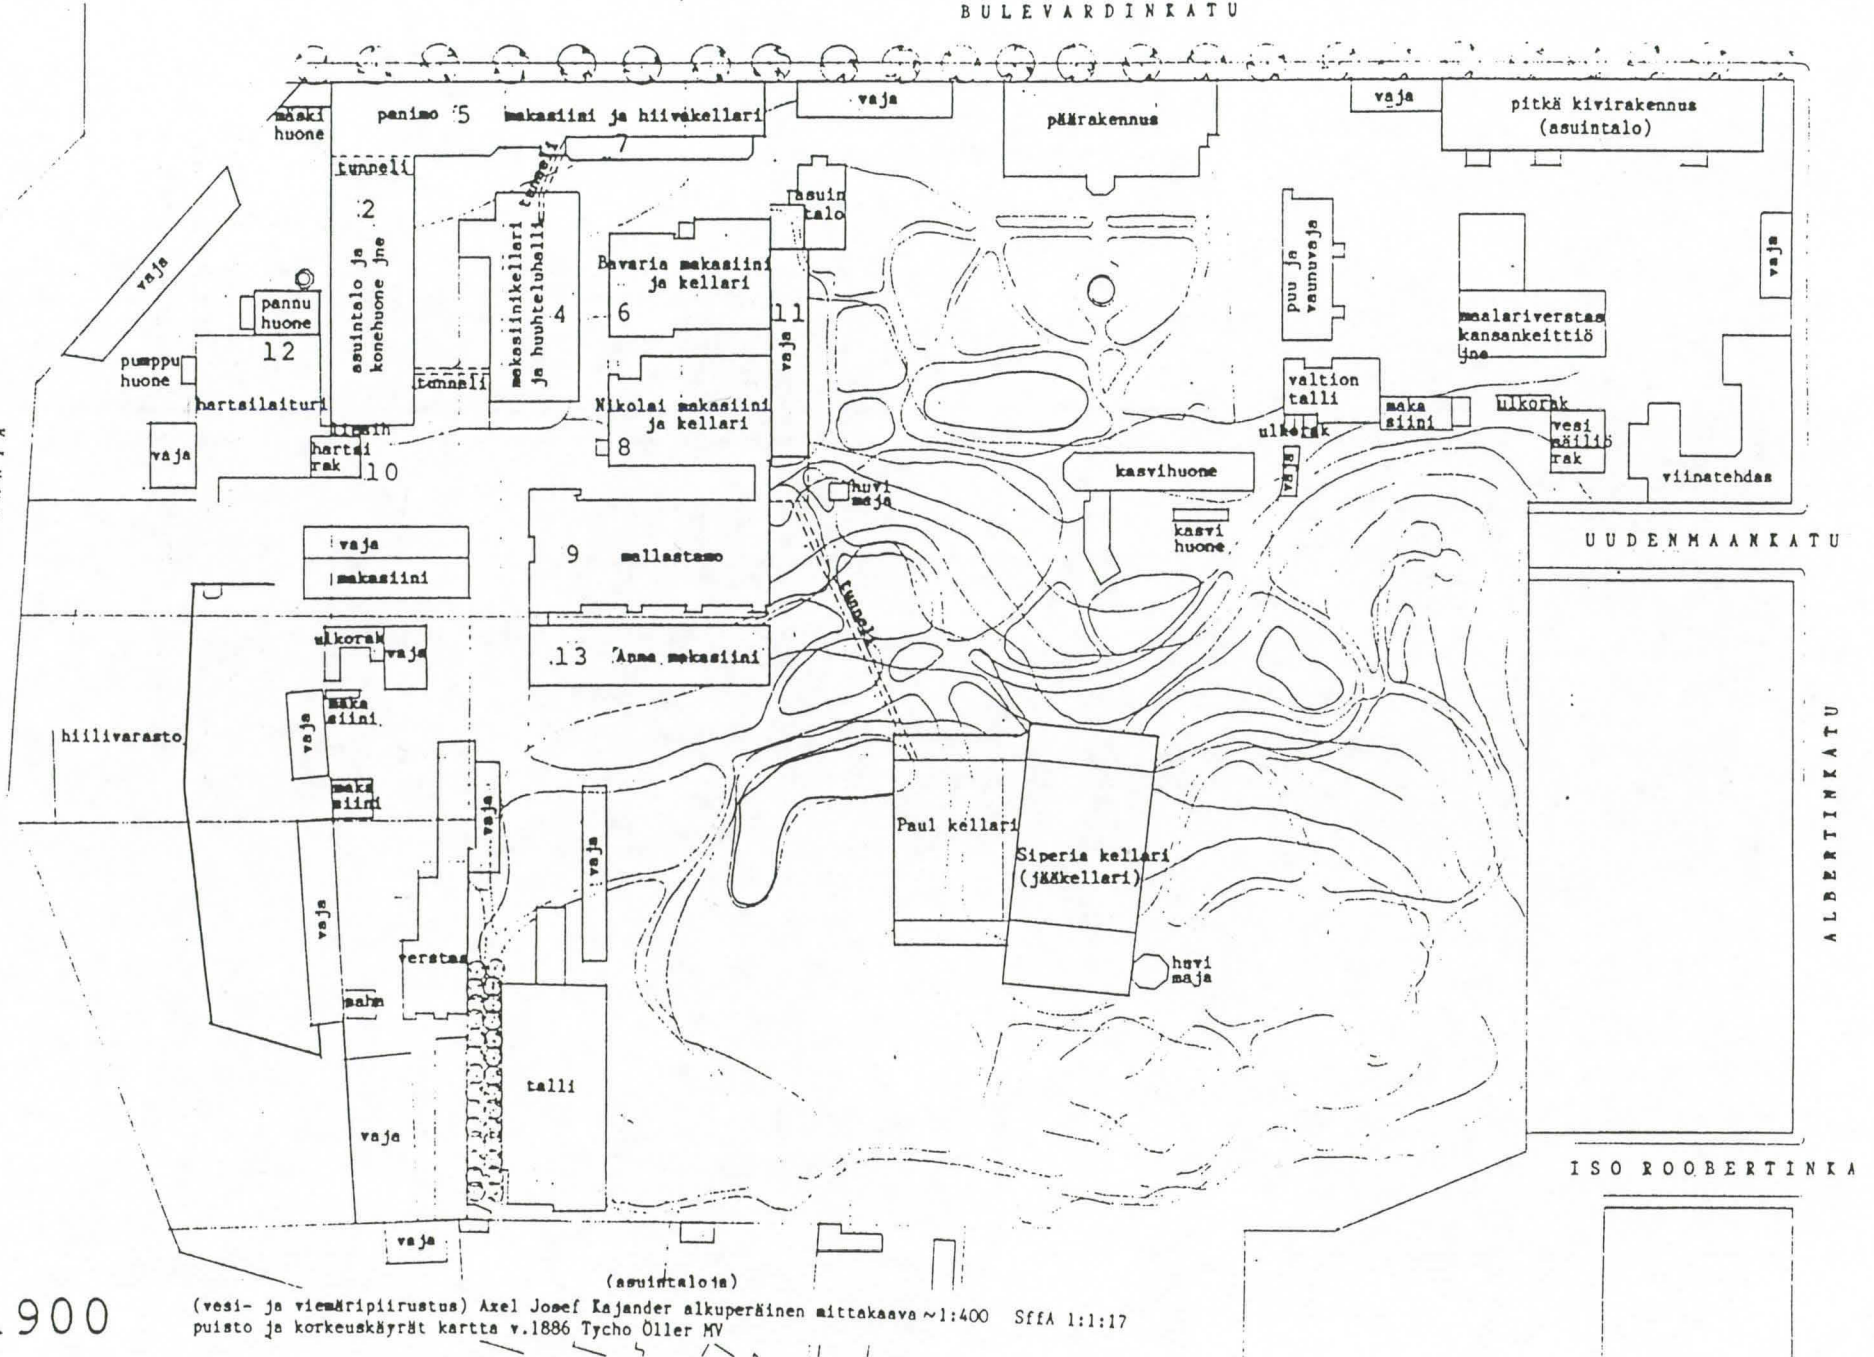 BULEVARDINKATU
mäski
huone
panimo 5
makasiini ja hiivakellari
7
vaja
päärakennus
vaja
pitkä kivirakennus
(asuintalo)
tunneli
tunneli
2
asuintalo ja
konehuone jne
makasiinikellari
ja huuhteluhalli
4
asuin
talo
Bavaria makasiini
ja kellari
6
11
vaja
puu ja
vaunuvaja
vaja
maalariverstas
kansankeittiö
jne
vaja
pannu
huone
12
pumppu
huone
hartsilaituri
tunneli
Nikolai makasiini
ja kellari
8
valtion
talli
maka
siini
ulkorak
ulkorak
vesi
säiliö
rak
viinatehdas
vaja
hartsi
rak
10
kasvihuone
vaja
huvi
maja
kasvi
huone
UUDENMAANKATU
vaja
makasiini
9
mallastamo
tunneli
ulkorak
vaja
13
Anna makasiini
maka
siini
vaja
hiilivarasto
maka
siini
vaja
vaja
Paul kellari
Siperia kellari
(jääkellari)
ALBERTINKATU
vaja
verstas
huvi
maja
talli
vaja
ISO ROOBERTINKA
vaja
(asuintaloja)
1900
(vesi- ja viemäripiirustus) Axel Josef Kajander alkuperäinen mittakaava ~1:400 SffA 1:1:17
puisto ja korkeuskäyrät kartta v.1886 Tycho Öller MV